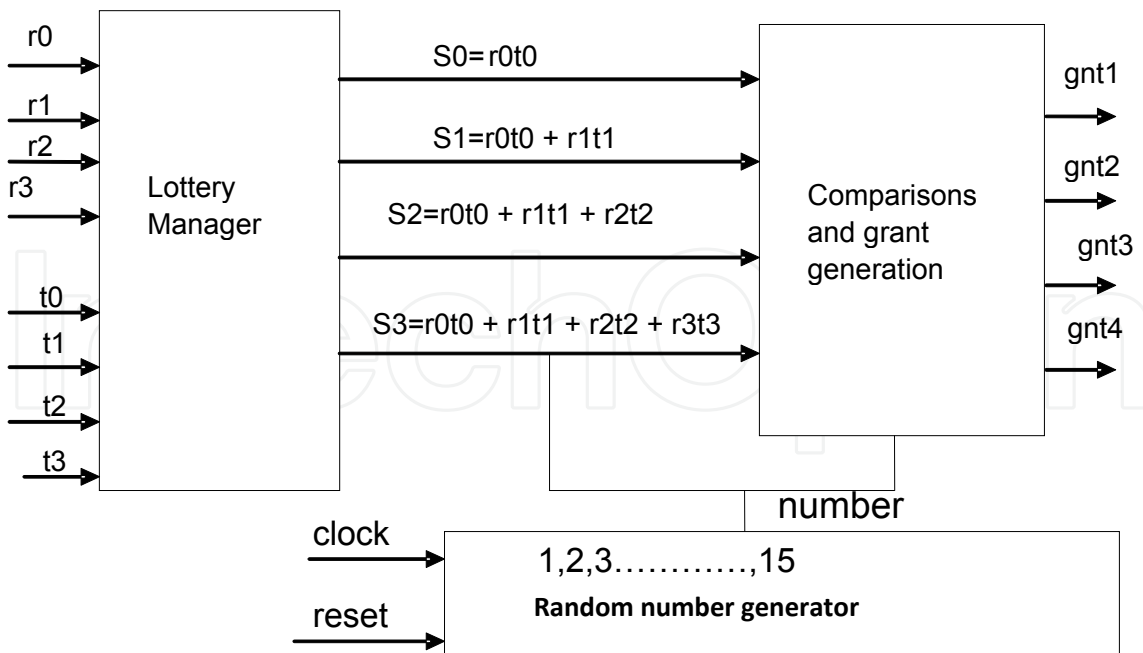 r0
r1
r2
r3
t0
t1
t2
t3
Lottery
Manager
S0=r0t0
S1=r0t0 + r1t1
S2=r0t0 + r1t1 + r2t2
S3=r0t0 + r1t1 + r2t2 + r3t3
Comparisons
and grant
generation
gnt1
gnt2
gnt3
gnt4
number
clock
reset
1,2,3…………,15
Random number generator